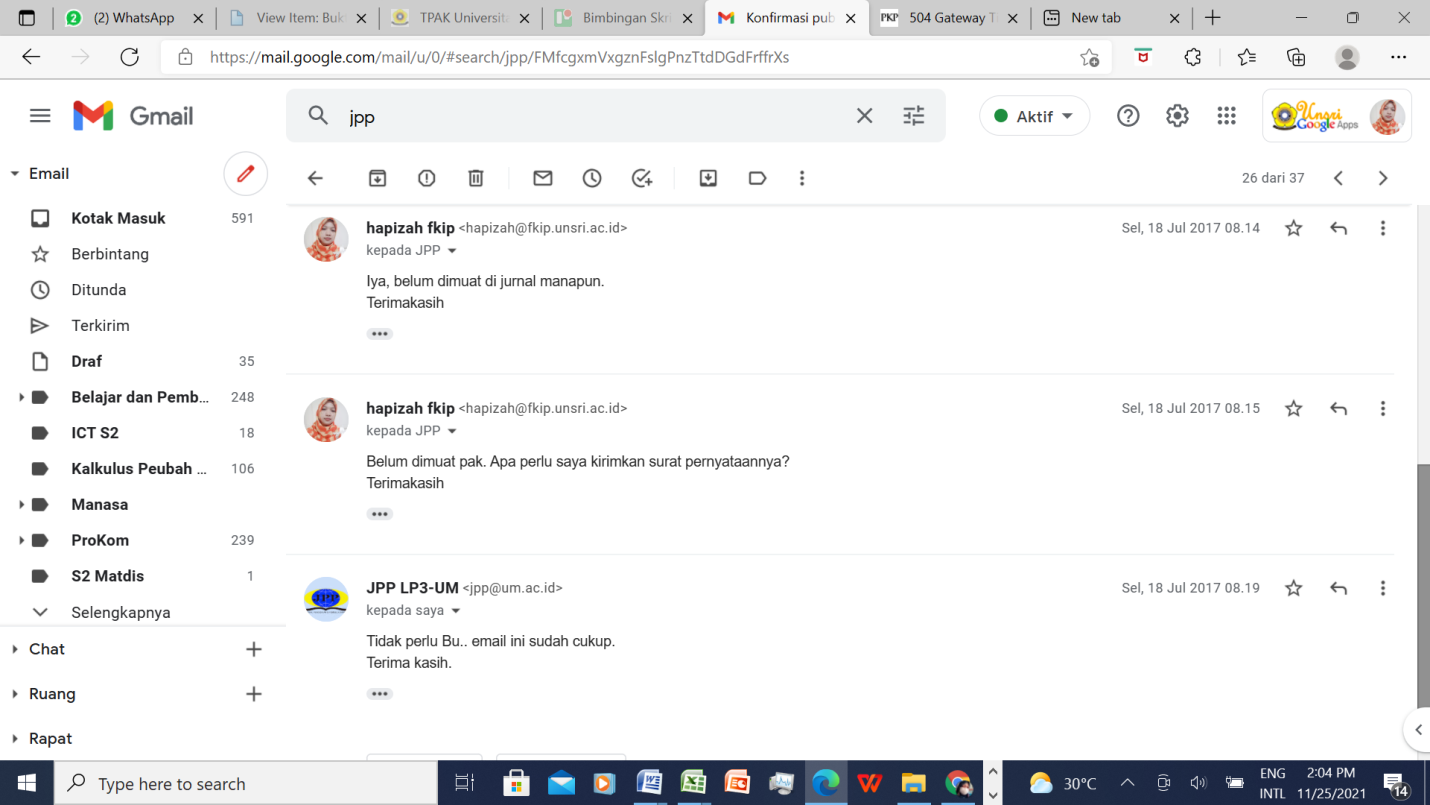 (2) WhatsApp
View Item: Buk
TPAK Universita
Bimbingan Skri
Konfirmasi pub
PKP 504 Gateway Ti
New tab
https://mail.google.com/mail/u/0/#search/jpp/FMfcgxmVxgznFslgPnzTtdDGdFrffrXs
Gmail
jpp
Aktif
Unsri
Google Apps
Email
Kotak Masuk 591
Berbintang
Ditunda
Terkirim
Draf 35
Belajar dan Pemb... 248
ICT S2 18
Kalkulus Peubah ... 106
Manasa
ProKom 239
S2 Matdis 1
Selengkapnya
Chat
Ruang
Rapat
26 dari 37
hapizah fkip <hapizah@fkip.unsri.ac.id> Sel, 18 Jul 2017 08.14
kepada JPP
Iya, belum dimuat di jurnal manapun.
Terimakasih
hapizah fkip <hapizah@fkip.unsri.ac.id> Sel, 18 Jul 2017 08.15
kepada JPP
Belum dimuat pak. Apa perlu saya kirimkan surat pernyataannya?
Terimakasih
JPP LP3-UM <jpp@um.ac.id> Sel, 18 Jul 2017 08.19
kepada saya
Tidak perlu Bu.. email ini sudah cukup.
Terima kasih.
Type here to search
30°C
ENG
INTL
2:04 PM
11/25/2021
14